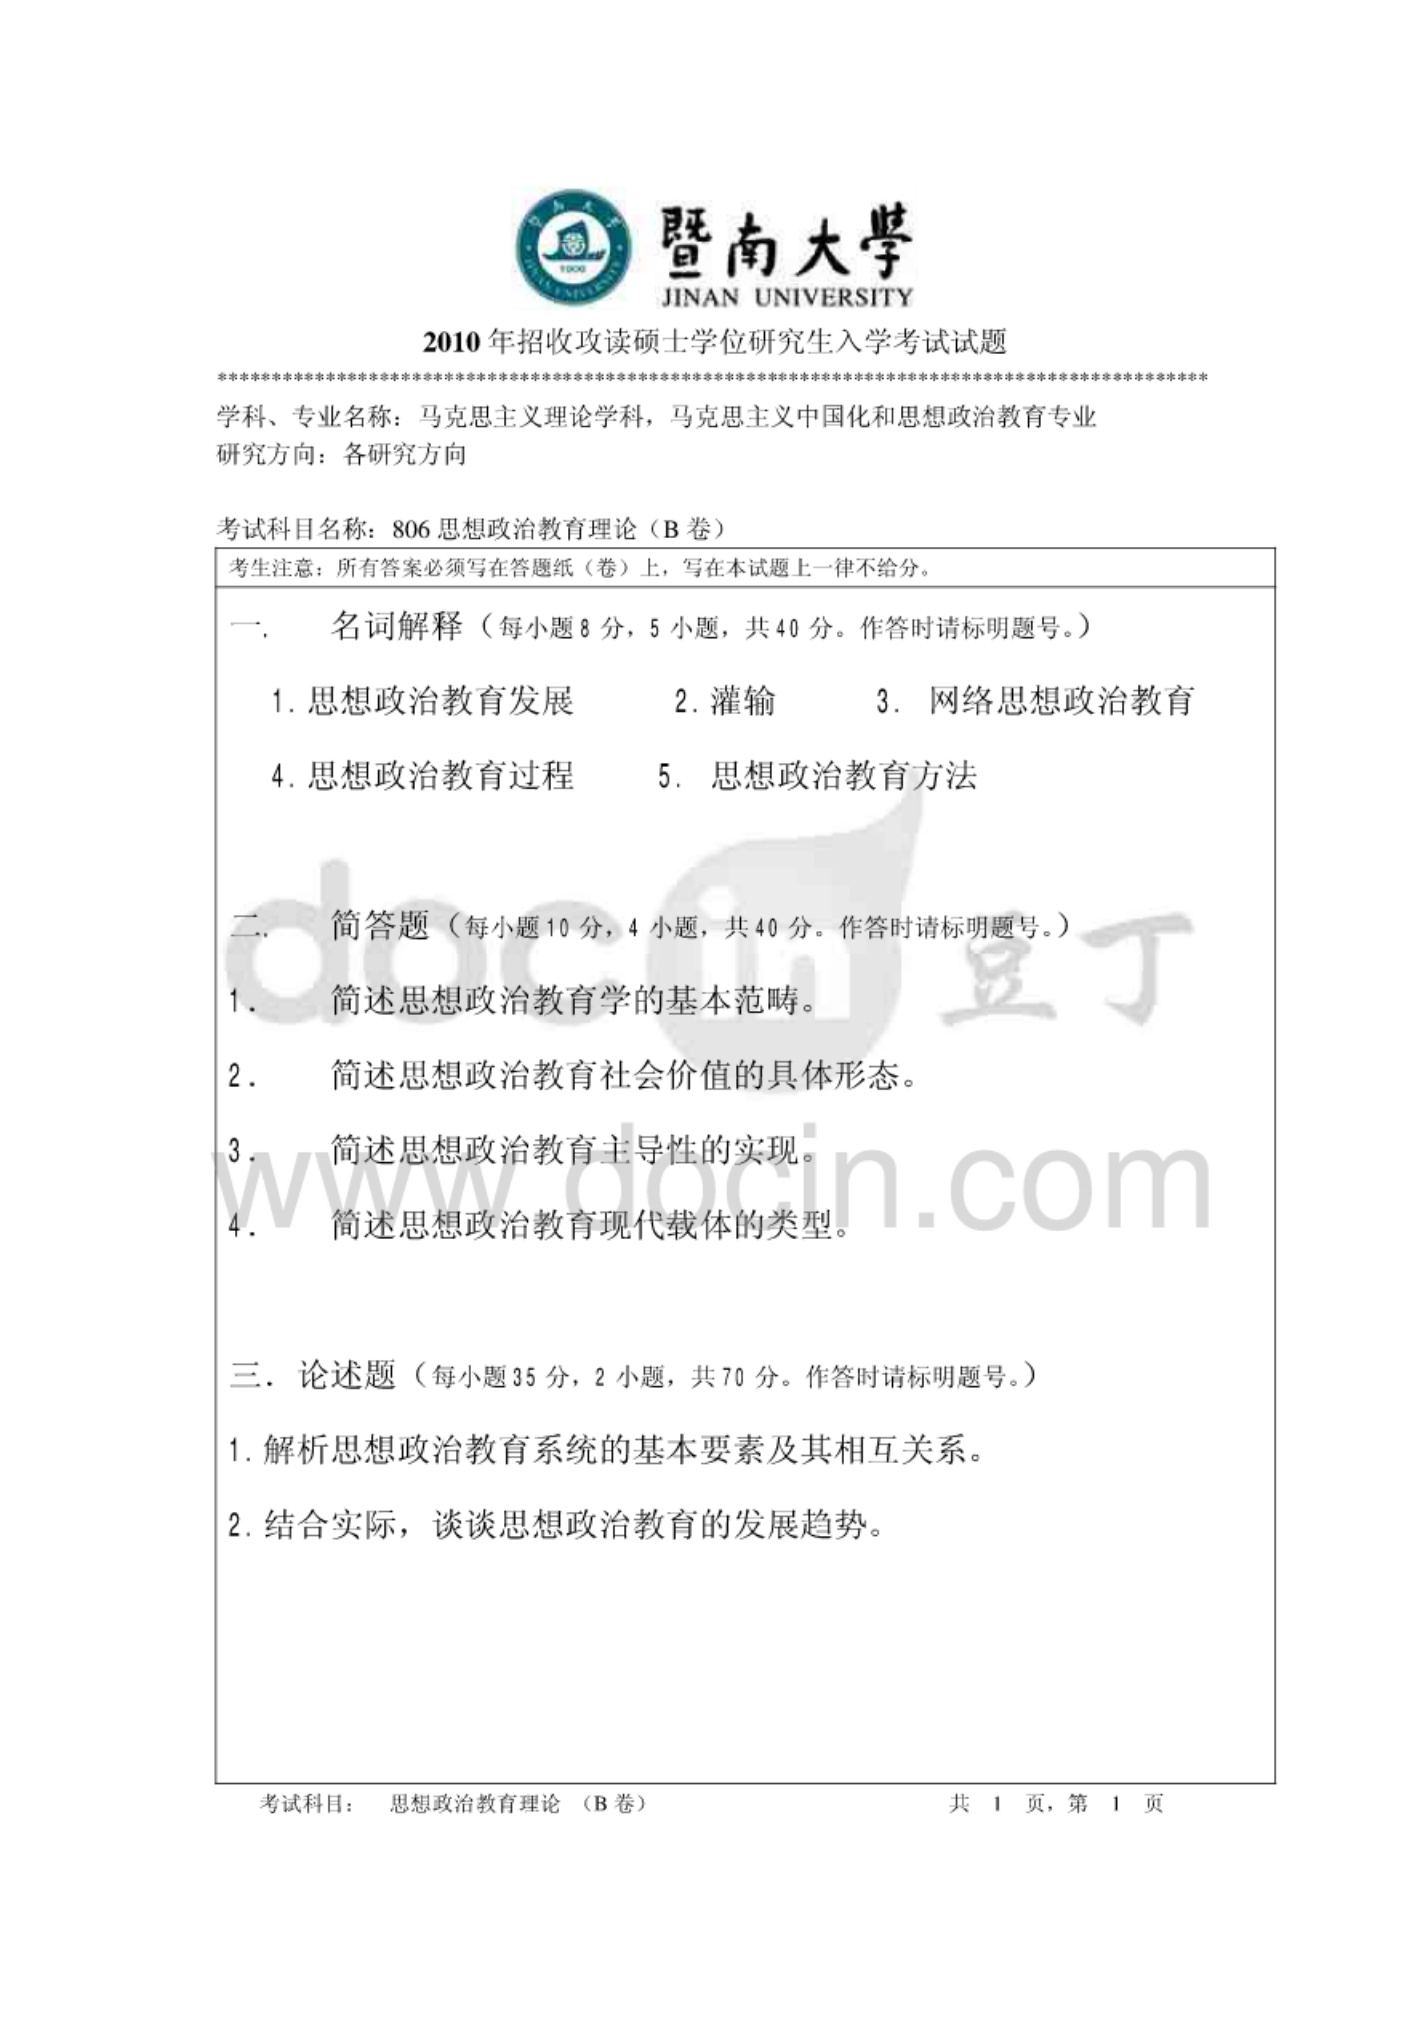 暨南大學
JINAN UNIVERSITY
2010 年招收攻读硕士学位研究生入学考试试题
********************************************************************************************
学科、专业名称：马克思主义理论学科，马克思主义中国化和思想政治教育专业
研究方向：各研究方向
考试科目名称：806 思想政治教育理论（B 卷）
考生注意：所有答案必须写在答题纸（卷）上，写在本试题上一律不给分。
一. 名词解释（每小题8 分，5 小题，共40 分。作答时请标明题号。）
1.思想政治教育发展 2.灌输 3. 网络思想政治教育
4.思想政治教育过程 5. 思想政治教育方法
二. 简答题（每小题10 分，4 小题，共40 分。作答时请标明题号。）
1. 简述思想政治教育学的基本范畴。
2. 简述思想政治教育社会价值的具体形态。
3. 简述思想政治教育主导性的实现。
4. 简述思想政治教育现代载体的类型。
三. 论述题（每小题35 分，2 小题，共70 分。作答时请标明题号。）
1.解析思想政治教育系统的基本要素及其相互关系。
2.结合实际，谈谈思想政治教育的发展趋势。
考试科目： 思想政治教育理论 （B 卷） 共 1 页，第 1 页
docin 豆丁
www.docin.com